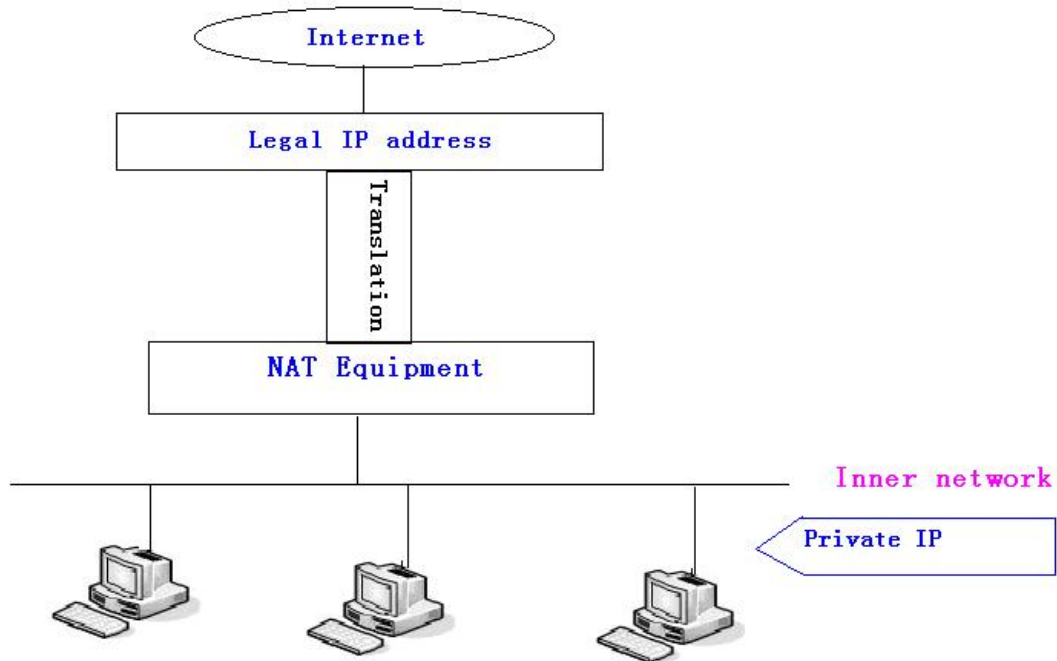 Internet
Legal IP address
Translation
NAT Equipment
Inner network
Private IP